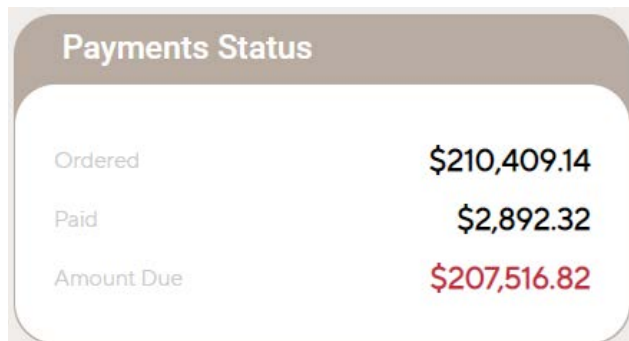 Payments Status
Ordered $210,409.14
Paid $2,892.32
Amount Due $207,516.82